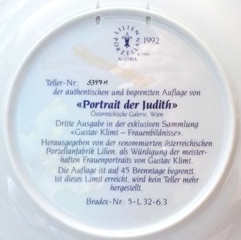 LILIEN PORZELLAN
1992
AUSTRIA
Teller-Nr:
der authentischen und begrenzten Auflage von
«Portrait der Judith»
Österreichische Galerie, Wien
Dritte Ausgabe in der exklusiven Sammlung
«Gustav Klimt – Frauenbildnisse».
Herausgegeben von der renommierten österreichischen
Porzellanfabrik Lilien, als Würdigung der meister-
haften Frauenportraits von Gustav Klimt.
Die Auflage ist auf 45 Brenntage begrenzt.
Ist dieses Limit erreicht, wird kein Teller mehr
hergestellt.
Bradex-Nr.: 5-L32-6.3